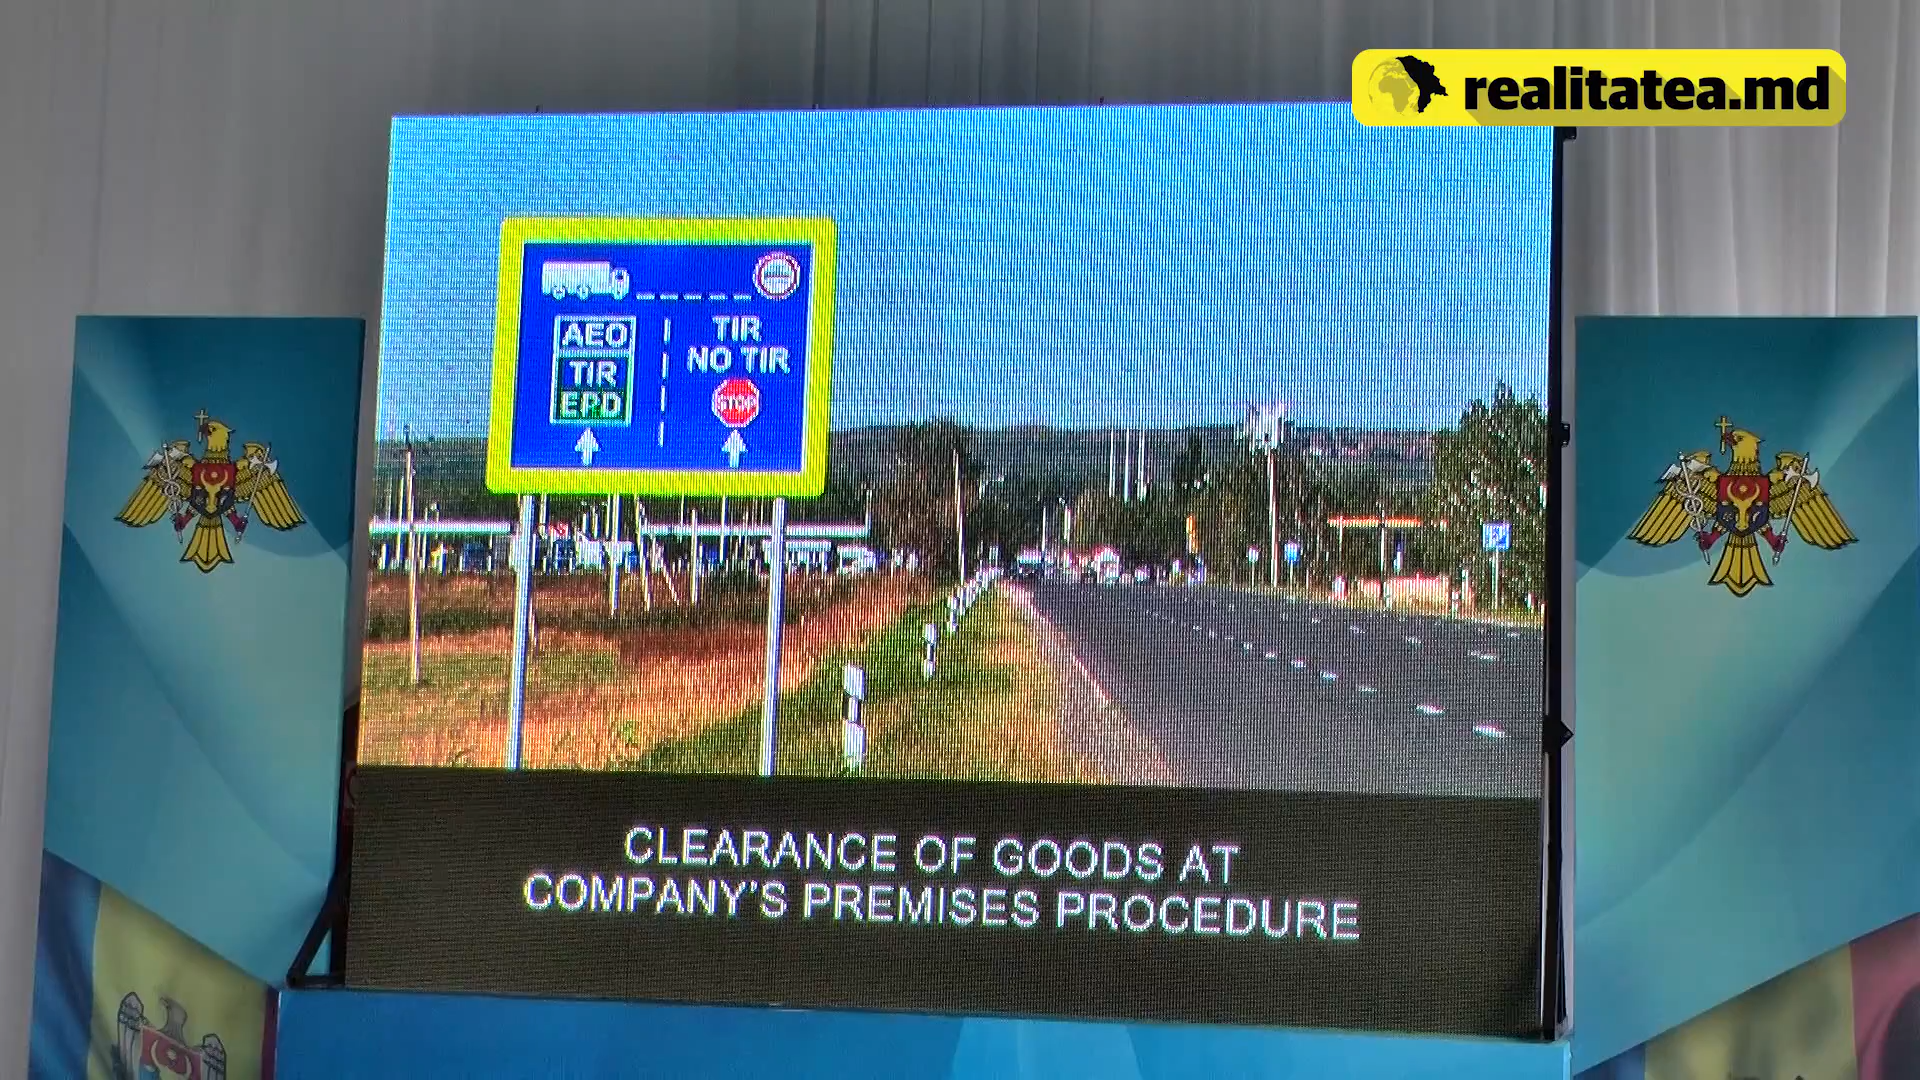 realitatea.md
AEO
TIR
EPD
TIR
NO TIR
STOP
CLEARANCE OF GOODS AT
COMPANY'S PREMISES PROCEDURE